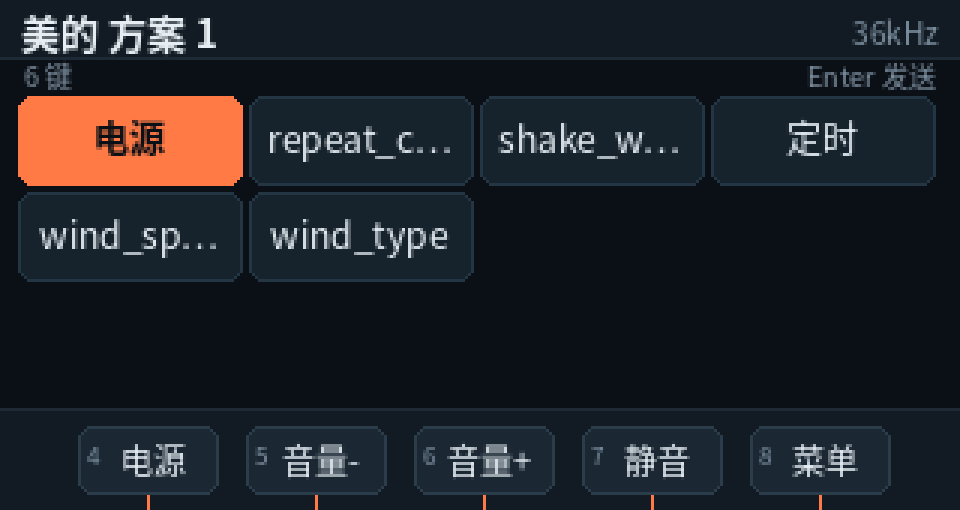 美的 方案 1 36kHz
6 键 Enter 发送
电源 repeat_c... shake_w... 定时
wind_sp... wind_type
4 电源 5 音量- 6 音量+ 7 静音 8 菜单